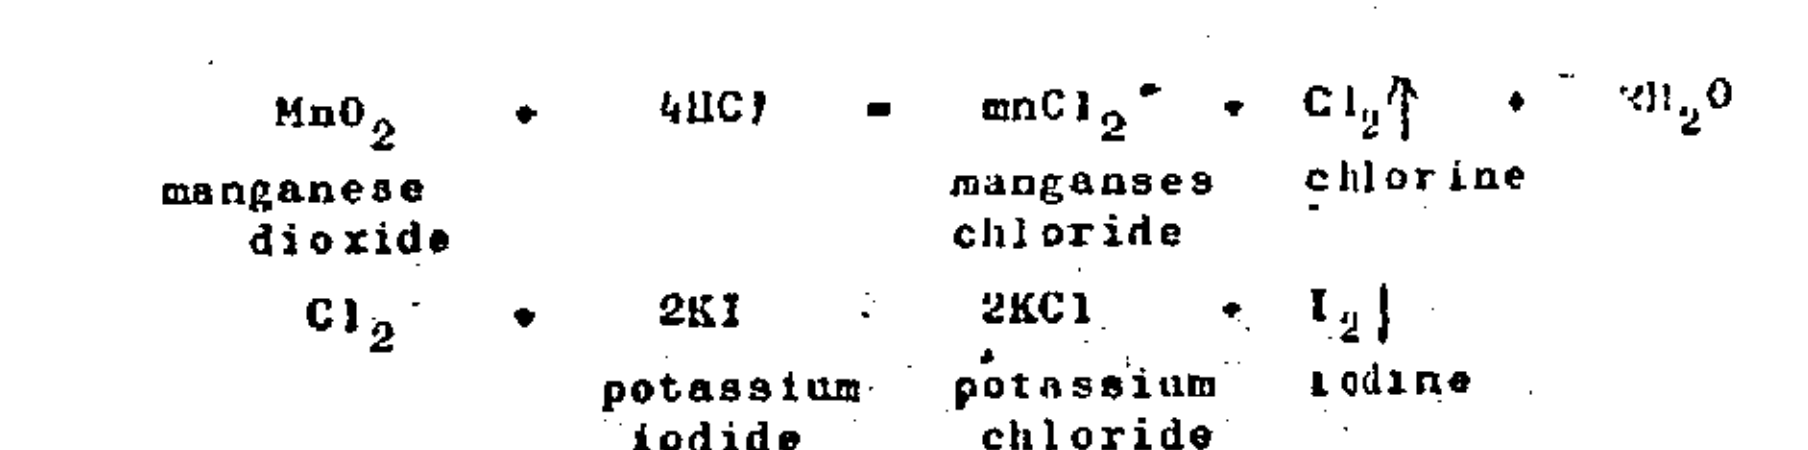 MnO₂ + 4HCl = mnCl₂ + Cl₂↑ + 2H₂O
manganese manganses chlorine
dioxide chloride
Cl₂ + 2KI : 2KCl + I₂↓
potassium potassium iodine
iodide chloride